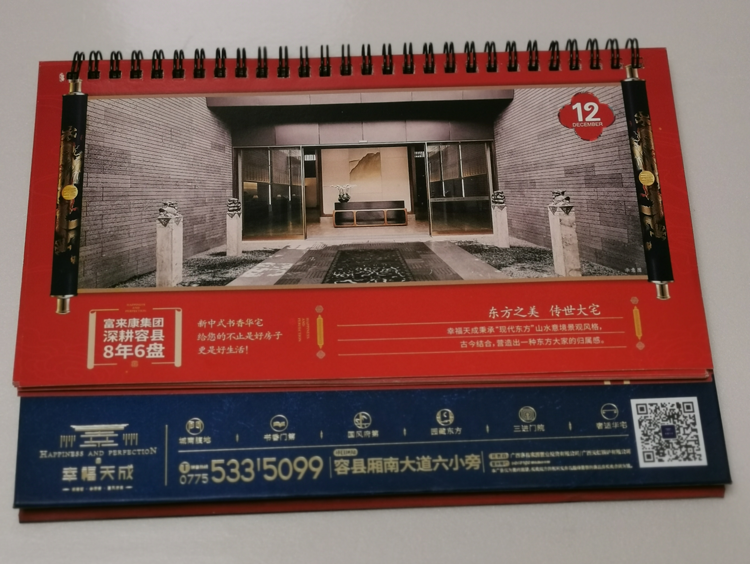 12
DECEMBER
富来康集团
深耕容县
8年6盘
新中式书香华宅
给您的不止是好房子
更是好生活!
东方之美 传世大宅
幸福天成秉承"现代东方"山水意境景观风格,
古今结合,营造出一种东方大家的归属感。
HAPPINESS AND PERFECTION
幸福天成
城南镇地
书香门第
国风府第
园藏东方
三进门院
奢适华宅
0775 533 5099
容县厢南大道六小旁